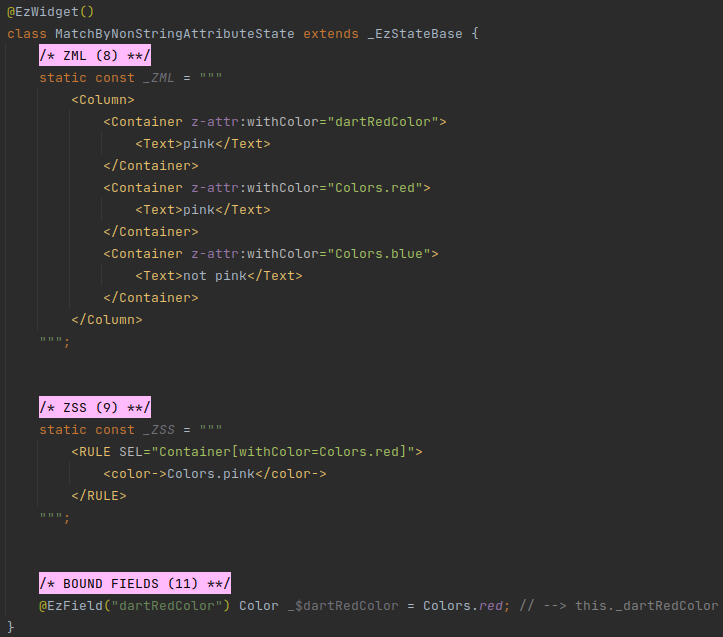 @EzWidget()
class MatchByNonStringAttributeState extends _EzStateBase {
/* ZML (8) **/
static const _ZML = """
<Column>
<Container z-attr:withColor="dartRedColor">
<Text>pink</Text>
</Container>
<Container z-attr:withColor="Colors.red">
<Text>pink</Text>
</Container>
<Container z-attr:withColor="Colors.blue">
<Text>not pink</Text>
</Container>
</Column>
""";
/* ZSS (9) **/
static const _ZSS = """
<RULE SEL="Container[withColor=Colors.red]">
<color->Colors.pink</color->
</RULE>
""";
/* BOUND FIELDS (11) **/
@EzField("dartRedColor") Color _$dartRedColor = Colors.red; // --> this._dartRedColor
}